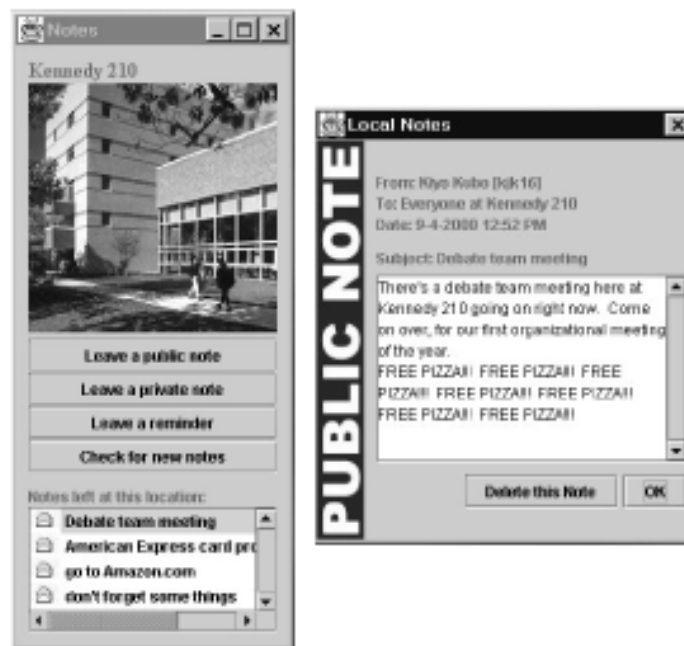 Notes
Kennedy 210
Leave a public note
Leave a private note
Leave a reminder
Check for new notes
Notes left at this location:
Debate team meeting
American Express card pro
go to Amazon.com
don't forget some things
Local Notes
PUBLIC NOTE
From: Kiyo Kubo [kjk16]
To: Everyone at Kennedy 210
Date: 9-4-2000 12:52 PM
Subject: Debate team meeting
There's a debate team meeting here at
Kennedy 210 going on right now. Come
on over, for our first organizational meeting
of the year.
FREE PIZZA!! FREE PIZZA!!! FREE
PIZZA!!! FREE PIZZA!! FREE PIZZA!!
FREE PIZZA!! FREE PIZZA!!!
Delete this Note
OK